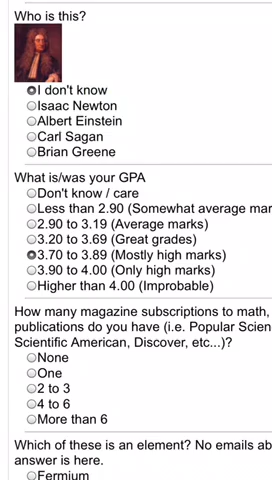 Who is this?
I don't know
Isaac Newton
Albert Einstein
Carl Sagan
Brian Greene
What is/was your GPA
Don't know / care
Less than 2.90 (Somewhat average mar
2.90 to 3.19 (Average marks)
3.20 to 3.69 (Great grades)
3.70 to 3.89 (Mostly high marks)
3.90 to 4.00 (Only high marks)
Higher than 4.00 (Improbable)
How many magazine subscriptions to math,
publications do you have (i.e. Popular Scien
Scientific American, Discover, etc...)?
None
One
2 to 3
4 to 6
More than 6
Which of these is an element? No emails ab
answer is here.
Fermium